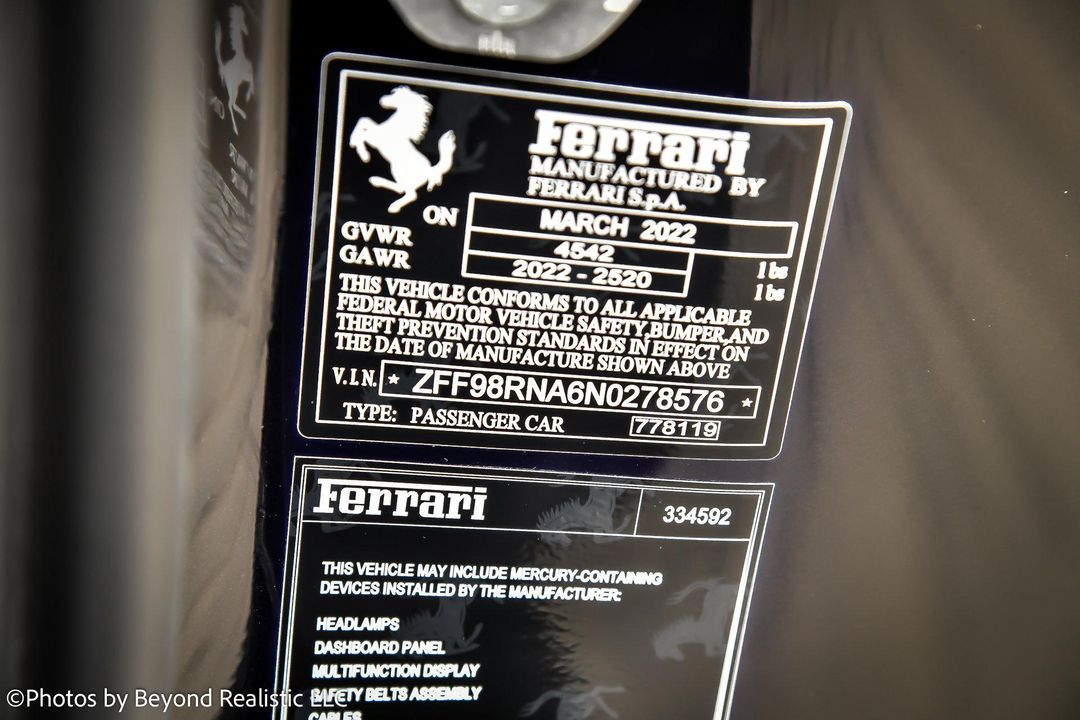 Ferrari
MANUFACTURED BY
FERRARI S.p.A.
ON MARCH 2022
GVWR 4542 lbs
GAWR 2022 - 2520 lbs
THIS VEHICLE CONFORMS TO ALL APPLICABLE
FEDERAL MOTOR VEHICLE SAFETY,BUMPER,AND
THEFT PREVENTION STANDARDS IN EFFECT ON
THE DATE OF MANUFACTURE SHOWN ABOVE
V.I.N. * ZFF98RNA6N0278576 *
TYPE: PASSENGER CAR 778119
Ferrari 334592
THIS VEHICLE MAY INCLUDE MERCURY-CONTAINING
DEVICES INSTALLED BY THE MANUFACTURER:
HEADLAMPS
DASHBOARD PANEL
MULTIFUNCTION DISPLAY
SAFETY BELTS ASSEMBLY
CABLES
©Photos by Beyond Realistic LLC